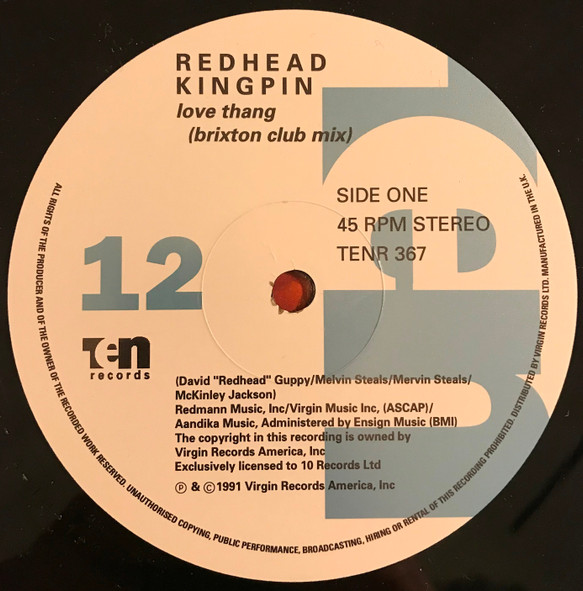 REDHEAD
KINGPIN
love thang
(brixton club mix)
SIDE ONE
45 RPM STEREO
TENR 367
12
Ten
records
(David "Redhead" Guppy/Melvin Steals/Mervin Steals/
McKinley Jackson)
Redmann Music, Inc/Virgin Music Inc, (ASCAP)/
Aandika Music, Administered by Ensign Music (BMI)
The copyright in this recording is owned by
Virgin Records America, Inc
Exclusively licensed to 10 Records Ltd
Ⓟ & ©1991 Virgin Records America, Inc
ALL RIGHTS OF THE PRODUCER AND OF THE OWNER OF THE RECORDED WORK RESERVED. UNAUTHORISED COPYING, PUBLIC PERFORMANCE, BROADCASTING, HIRING OR RENTAL OF THIS RECORDING PROHIBITED. DISTRIBUTED BY VIRGIN RECORDS LTD. MANUFACTURED IN THE U.K.